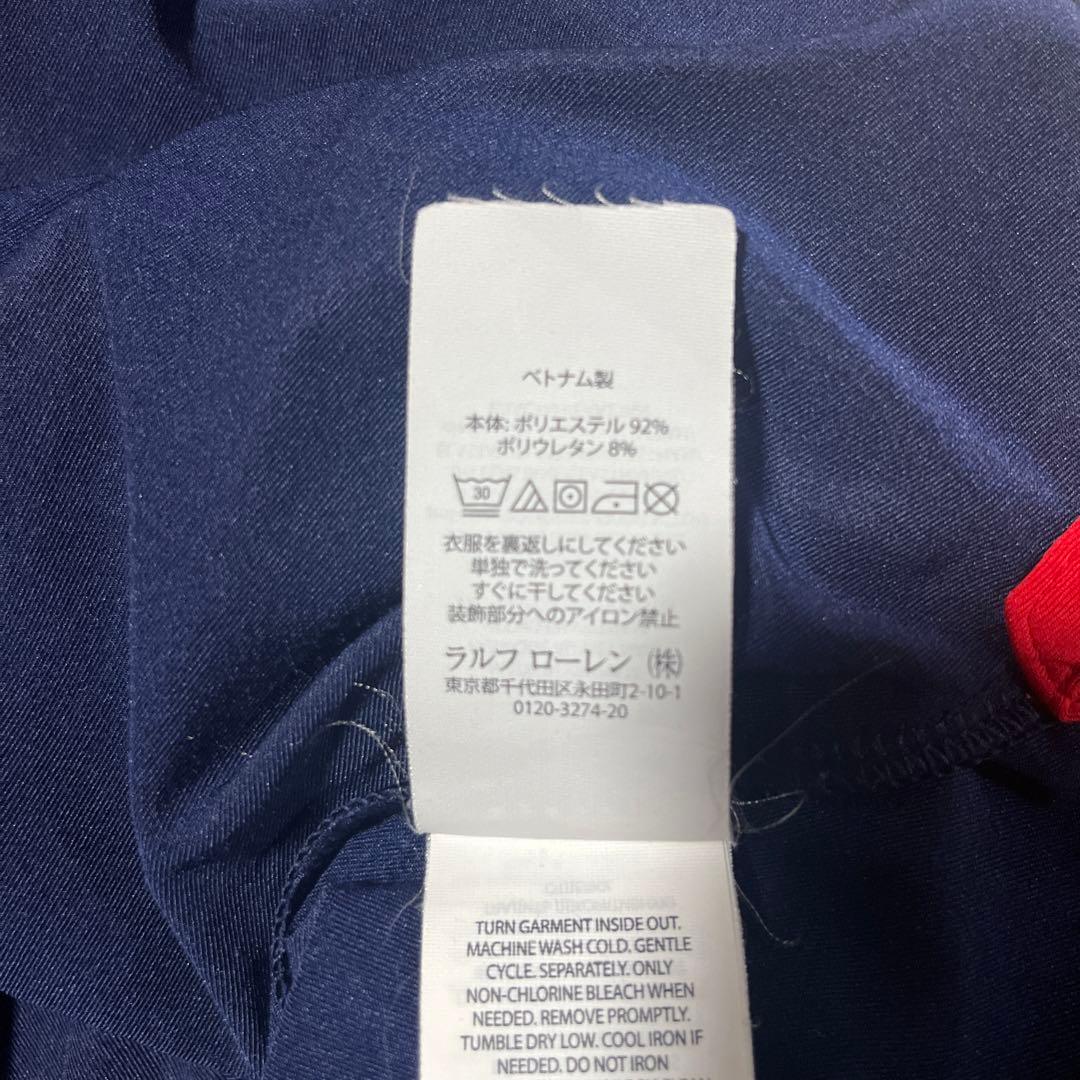 ベトナム製
本体: ポリエステル 92%
ポリウレタン 8%
30
衣服を裏返しにしてください
単独で洗ってください
すぐに干してください
装飾部分へのアイロン禁止
ラルフ ローレン (株)
東京都千代田区永田町2-10-1
0120-3274-20
TURN GARMENT INSIDE OUT.
MACHINE WASH COLD. GENTLE
CYCLE. SEPARATELY. ONLY
NON-CHLORINE BLEACH WHEN
NEEDED. REMOVE PROMPTLY.
TUMBLE DRY LOW. COOL IRON IF
NEEDED. DO NOT IRON